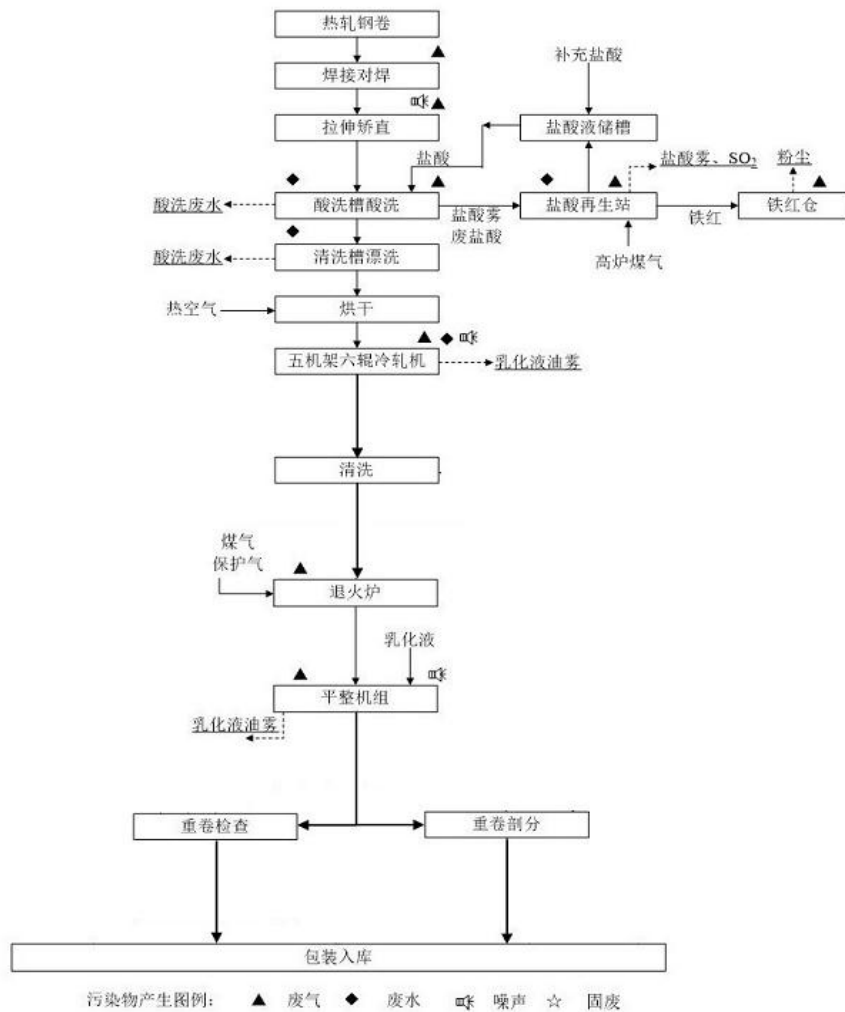 热轧钢卷
焊接对焊
补充盐酸
拉伸矫直
盐酸液储槽
盐酸
盐酸雾、SO₂
粉尘
酸洗废水
酸洗槽酸洗
盐酸雾
废盐酸
盐酸再生站
铁红
铁红仓
酸洗废水
清洗槽漂洗
高炉煤气
热空气
烘干
五机架六辊冷轧机
乳化液油雾
清洗
煤气
保护气
退火炉
乳化液
平整机组
乳化液油雾
重卷检查
重卷剖分
包装入库
污染物产生图例: 废气 废水 噪声 固废